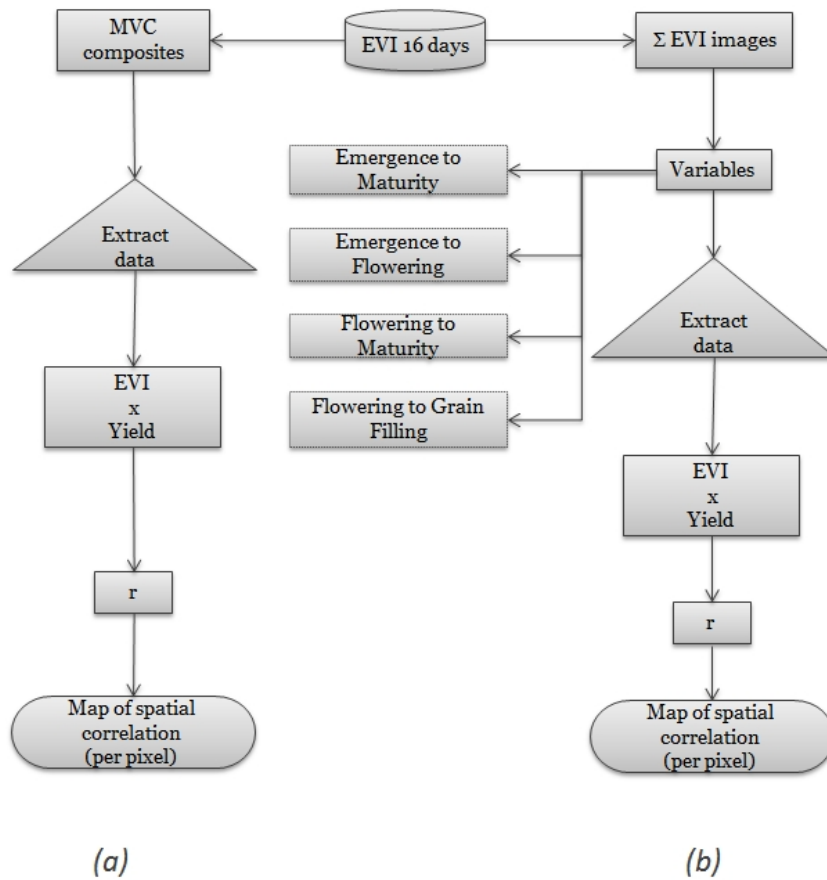 MVC
composites
EVI 16 days
Σ EVI images
Emergence to
Maturity
Variables
Emergence to
Flowering
Flowering to
Maturity
Flowering to Grain
Filling
Extract
data
Extract
data
EVI
x
Yield
EVI
x
Yield
r
r
Map of spatial
correlation
(per pixel)
Map of spatial
correlation
(per pixel)
(a)
(b)